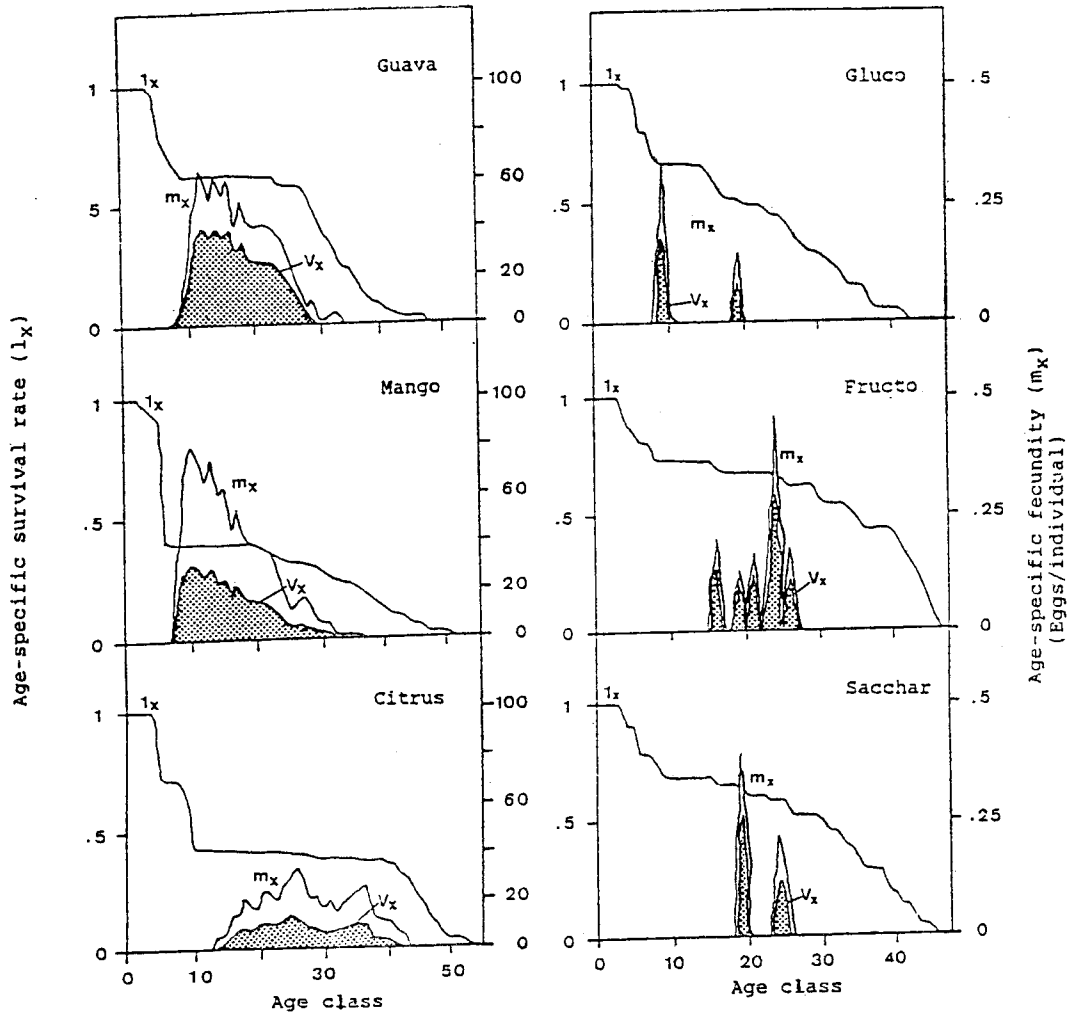 Age-specific survival rate (lx)
Guava
1
5
0
100
60
20
0
lx
mx
Vx
Mango
1
.5
0
100
60
20
0
lx
mx
Vx
Citrus
1
.5
0
100
60
20
0
lx
mx
Vx
0 10 30 50
Age class
Gluco
1
.5
0
.5
.25
0
lx
mx
Vx
Fructo
1
.5
0
.5
.25
0
lx
mx
Vx
Sacchar
1
.5
0
.5
.25
0
lx
mx
Vx
0 10 20 30 40
Age class
Age-specific fecundity (mx)
(Eggs/individual)